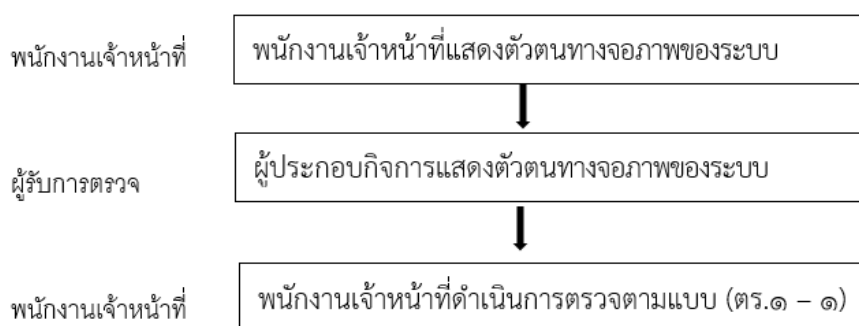 พนักงานเจ้าหน้าที่
พนักงานเจ้าหน้าที่แสดงตัวตนทางจอภาพของระบบ
ผู้รับการตรวจ
ผู้ประกอบกิจการแสดงตัวตนทางจอภาพของระบบ
พนักงานเจ้าหน้าที่
พนักงานเจ้าหน้าที่ดำเนินการตรวจตามแบบ (ตร.๑ – ๑)